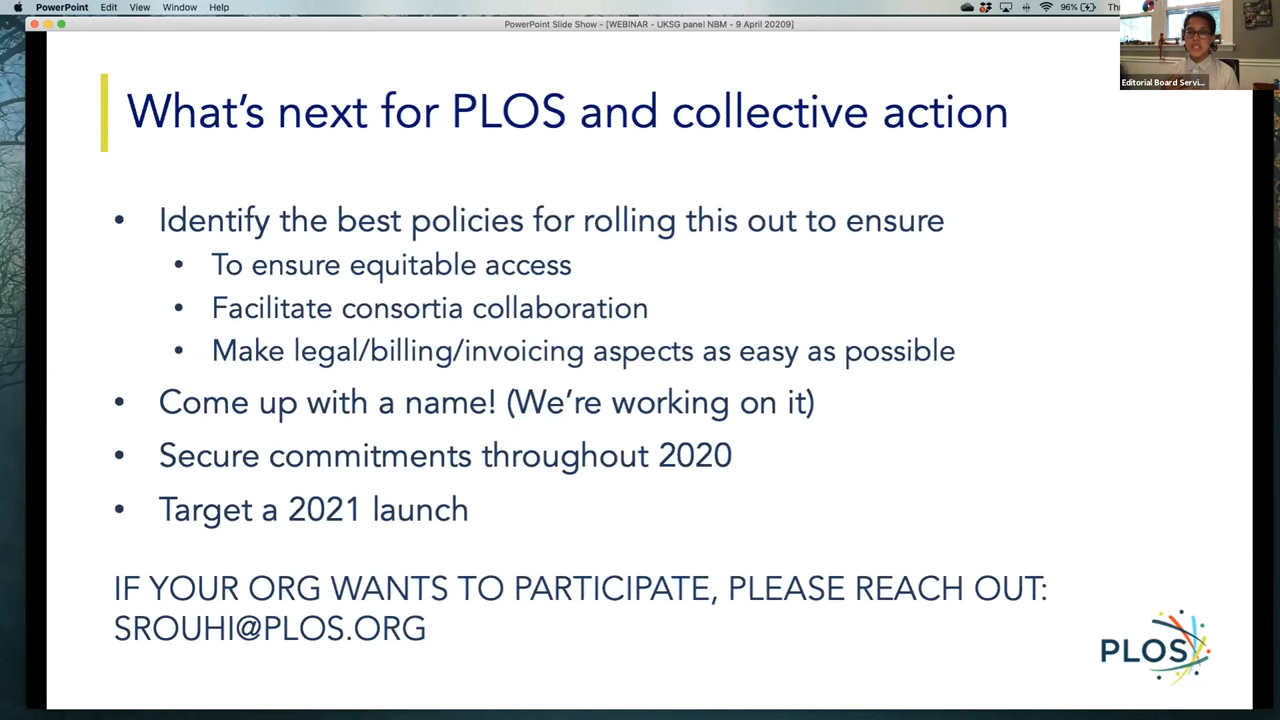 PowerPoint Edit View Window Help 96%
PowerPoint Slide Show - [WEBINAR - UKSG panel NBM - 9 April 20209]
Editorial Board Servi...
What's next for PLOS and collective action
• Identify the best policies for rolling this out to ensure
• To ensure equitable access
• Facilitate consortia collaboration
• Make legal/billing/invoicing aspects as easy as possible
• Come up with a name! (We're working on it)
• Secure commitments throughout 2020
• Target a 2021 launch
IF YOUR ORG WANTS TO PARTICIPATE, PLEASE REACH OUT:
SROUHI@PLOS.ORG
PLOS